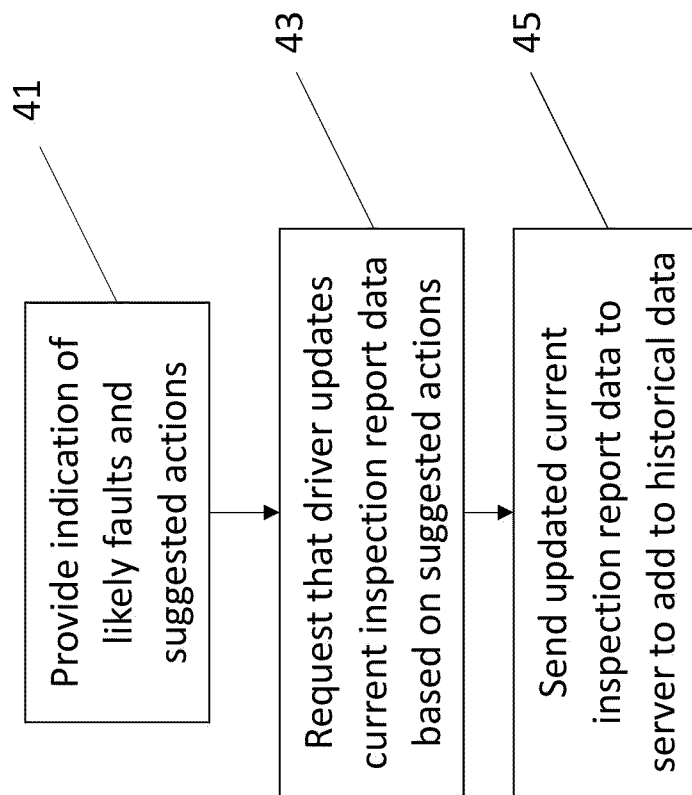 41
Provide indication of
likely faults and
suggested actions
43
Request that driver updates
current inspection report data
based on suggested actions
45
Send updated current
inspection report data to
server to add to historical data